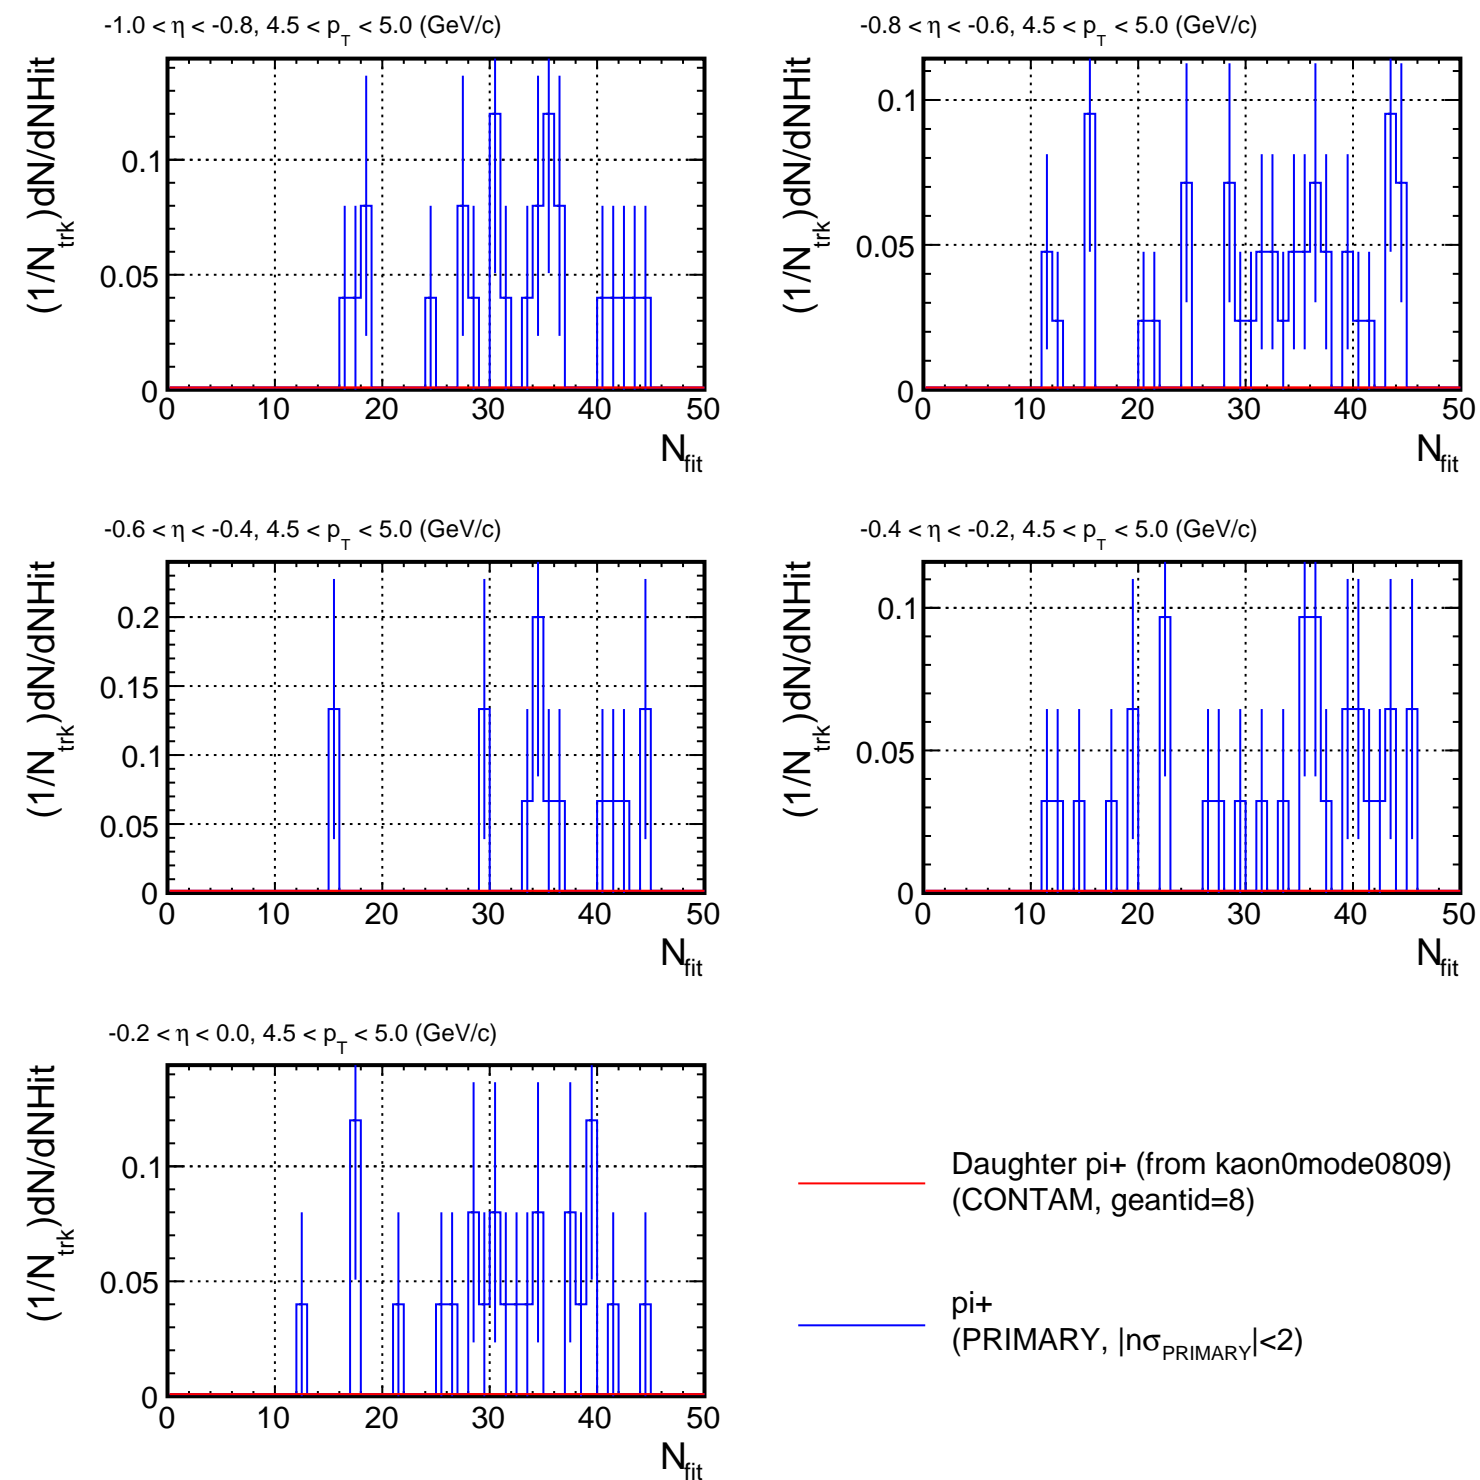 -1.0 < η < -0.8, 4.5 < p_T < 5.0 (GeV/c)
(1/N_trk)dN/dNHit
0.1
0.05
0
0 10 20 30 40 50
N_fit
-0.8 < η < -0.6, 4.5 < p_T < 5.0 (GeV/c)
(1/N_trk)dN/dNHit
0.1
0.05
0
0 10 20 30 40 50
N_fit
-0.6 < η < -0.4, 4.5 < p_T < 5.0 (GeV/c)
(1/N_trk)dN/dNHit
0.2
0.15
0.1
0.05
0
0 10 20 30 40 50
N_fit
-0.4 < η < -0.2, 4.5 < p_T < 5.0 (GeV/c)
(1/N_trk)dN/dNHit
0.1
0.05
0
0 10 20 30 40 50
N_fit
-0.2 < η < 0.0, 4.5 < p_T < 5.0 (GeV/c)
(1/N_trk)dN/dNHit
0.1
0.05
0
0 10 20 30 40 50
N_fit
Daughter pi+ (from kaon0mode0809)
(CONTAM, geantid=8)
pi+
(PRIMARY, |nσ_PRIMARY|<2)